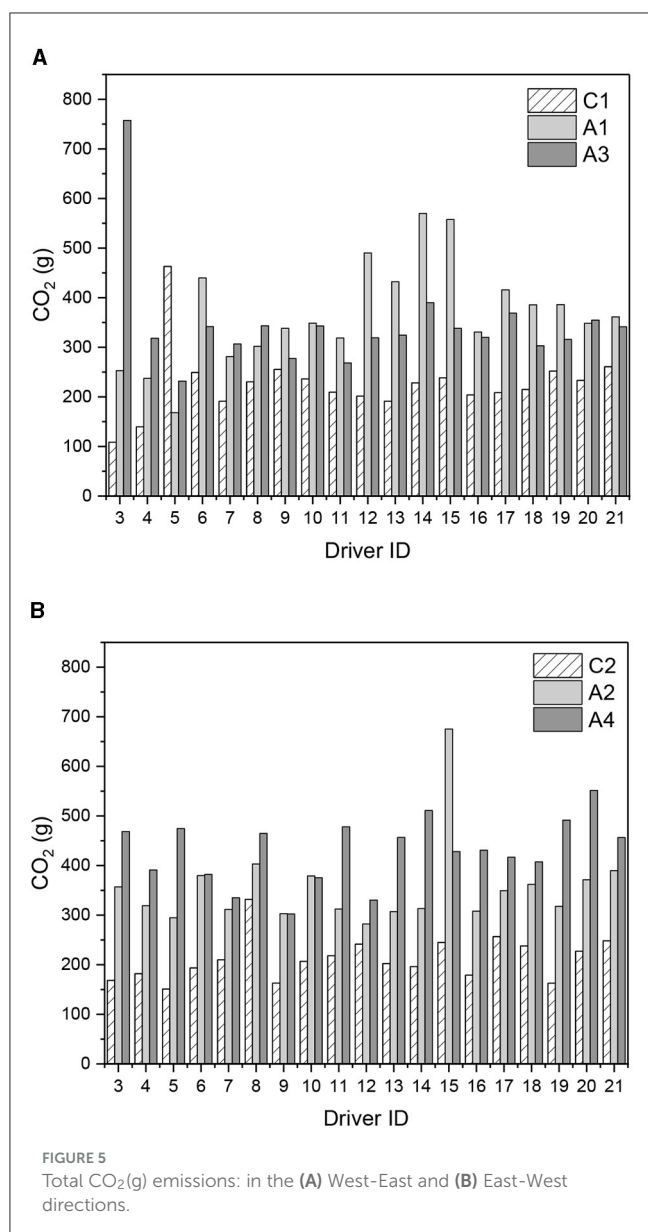 A
800
700
600
500
400
300
200
100
0
CO₂ (g)
C1
A1
A3
3 4 5 6 7 8 9 10 11 12 13 14 15 16 17 18 19 20 21
Driver ID
B
800
700
600
500
400
300
200
100
0
CO₂ (g)
C2
A2
A4
3 4 5 6 7 8 9 10 11 12 13 14 15 16 17 18 19 20 21
Driver ID
FIGURE 5
Total CO₂(g) emissions: in the (A) West-East and (B) East-West
directions.